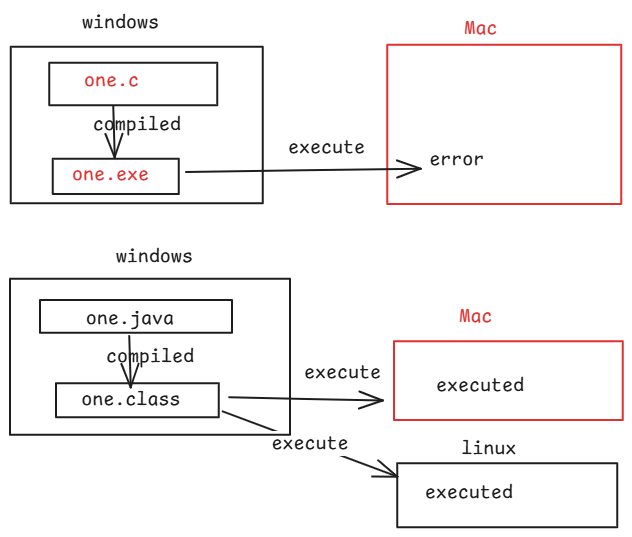 windows
Mac
one.c
compiled
execute
error
one.exe
windows
Mac
one.java
compiled
execute
executed
one.class
execute
linux
executed